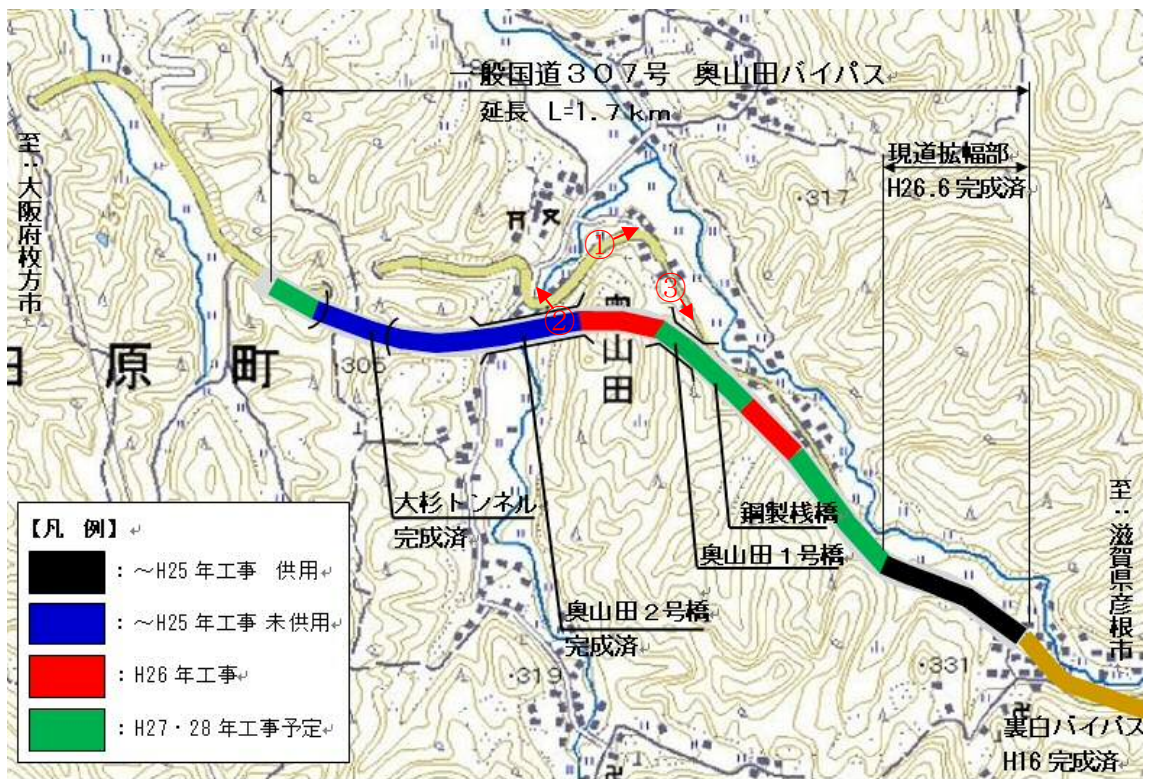 一般国道３０７号 奥山田バイパス
延長 L=1.7km
現道拡幅部
H26.6 完成済
至：大阪府枚方市
・317
①
②
③
奥山田
原町
306
大杉トンネル
完成済
鋼製桟橋
奥山田１号橋
奥山田２号橋
完成済
至：滋賀県彦根市
・319
・331
裏白バイパス
H16 完成済
【凡 例】
：～H25 年工事 供用
：～H25 年工事 未供用
：H26 年工事
：H27・28 年工事予定